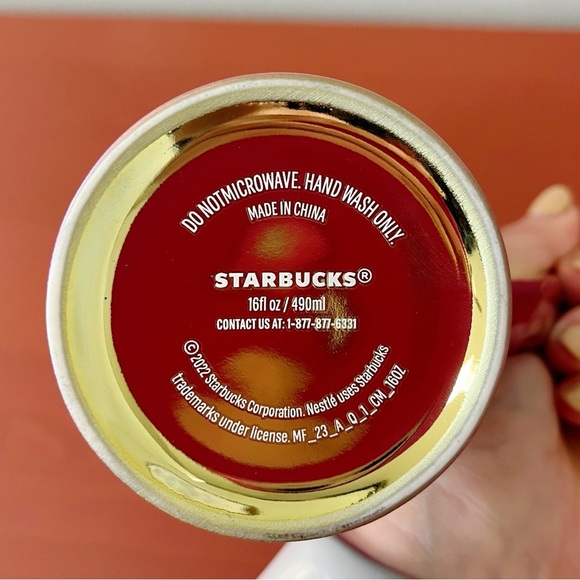 DO NOTMICROWAVE. HAND WASH ONLY.
MADE IN CHINA
STARBUCKS®
16fl oz / 490ml
CONTACT US AT: 1-877-877-6331
© 2022 Starbucks Corporation. Nestlé uses Starbucks
trademarks under license. MF_23_A_Q_1_CM_16OZ